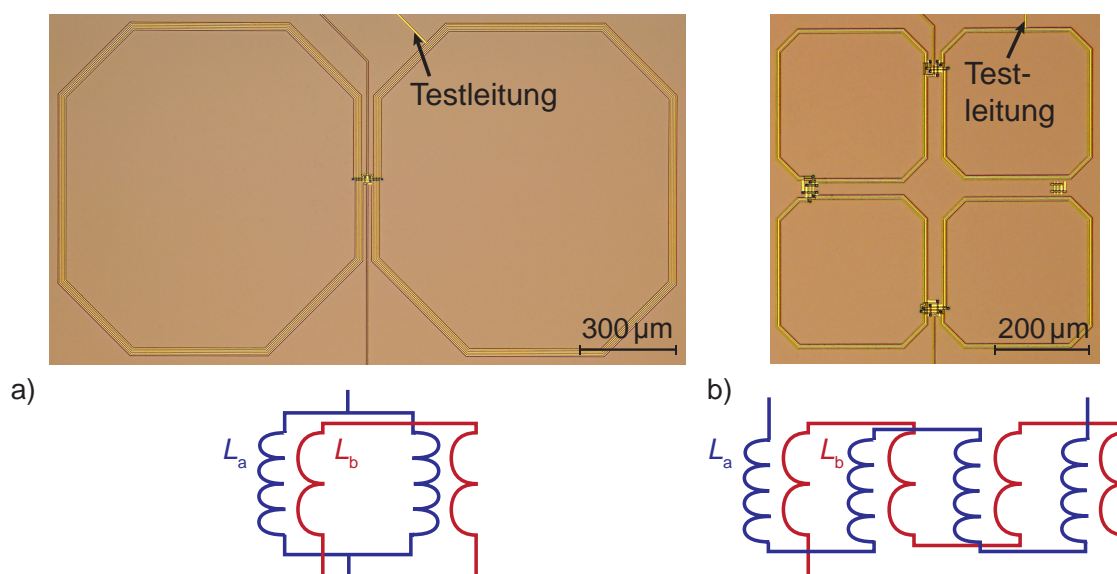 Testleitung
300 µm
Test-
leitung
200 µm
a)
La
Lb
b)
La
Lb